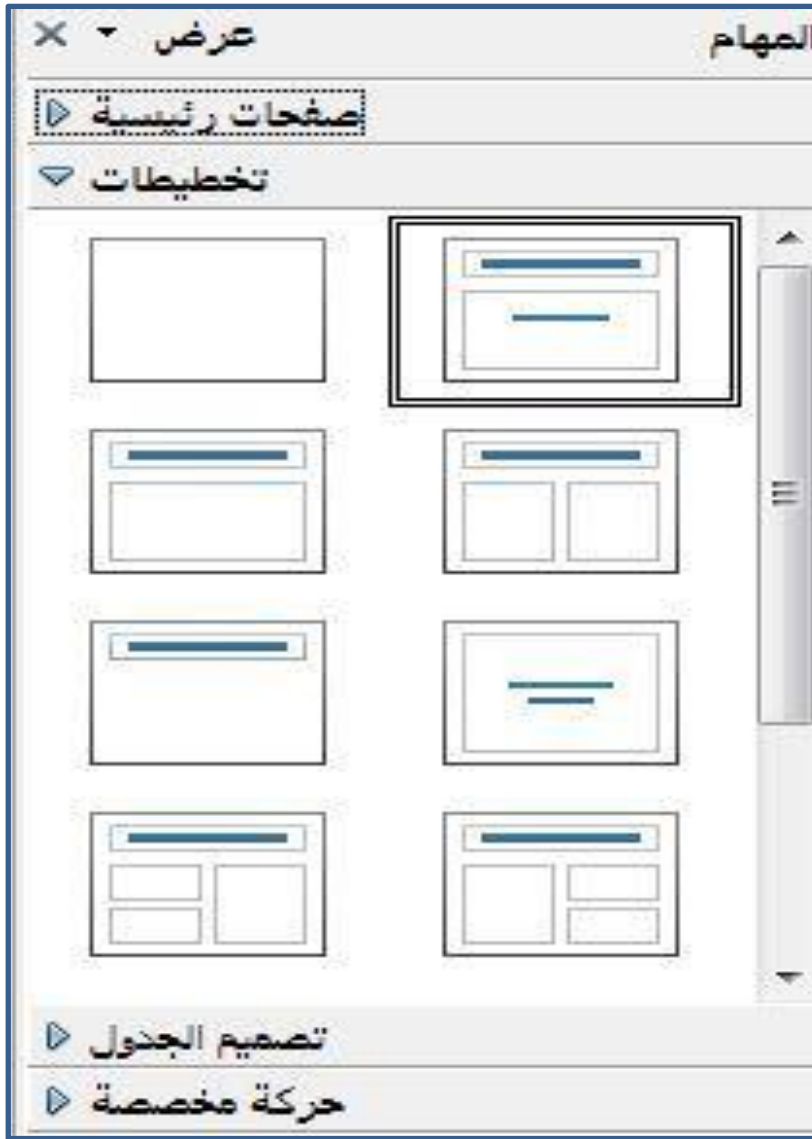 المهام عرض
صفحات رئيسية
تخطيطات
تصميم الجدول
حركة مخصصة